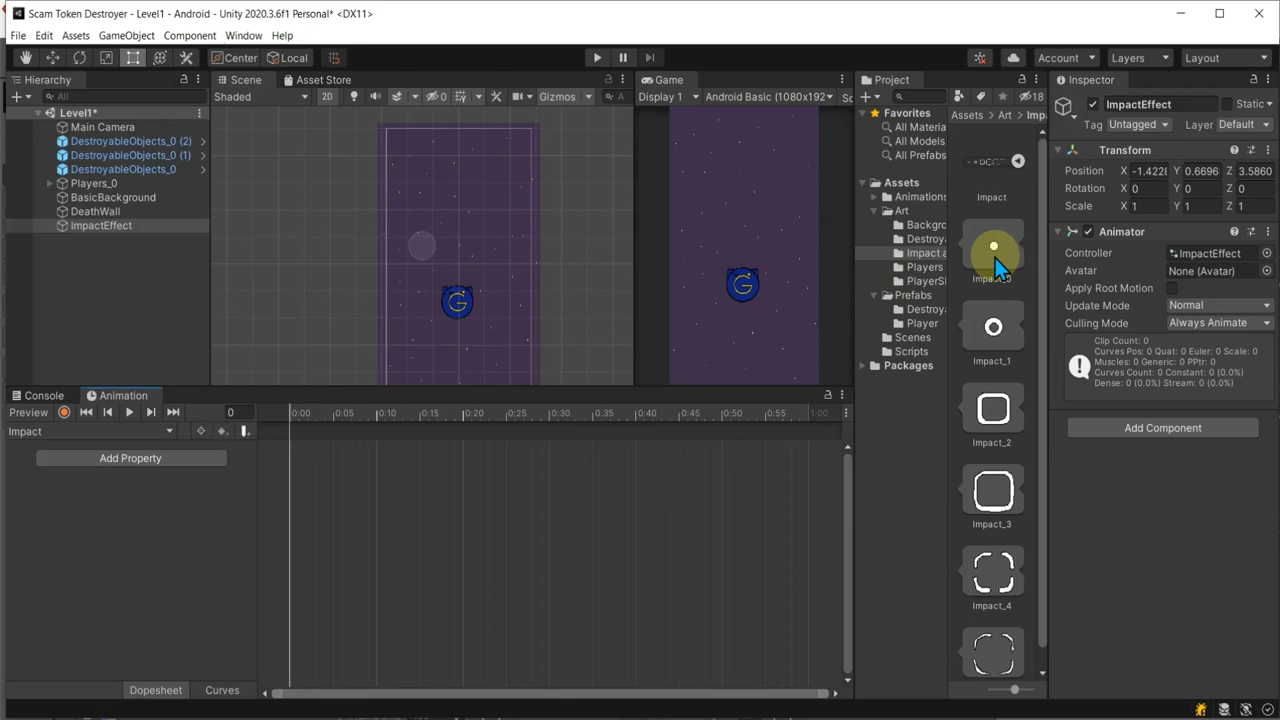 Scam Token Destroyer - Level1 - Android - Unity 2020.3.6f1 Personal* <DX11>
File Edit Assets GameObject Component Window Help
Center Local Account Layers Layout
Hierarchy Scene Asset Store Game Project Inspector
All Shaded 2D 0 Gizmos All Display 1 Android Basic (1080x192 Sc 18 ImpactEffect Static
Level1*
Main Camera
DestroyableObjects_0 (2)
DestroyableObjects_0 (1)
DestroyableObjects_0
Players_0
BasicBackground
DeathWall
ImpactEffect
Favorites
All Materia
All Models
All Prefabs
Assets
Animations
Art
Backgro
Destroy
Impact a
Players
PlayerS
Prefabs
Destroy
Player
Scenes
Scripts
Packages
Assets Art Imp
Impact
Impact_1
Impact_2
Impact_3
Impact_4
Tag Untagged Layer Default
Transform
Position X -1.4228 Y 0.6696 Z 3.5860
Rotation X 0 Y 0 Z 0
Scale X 1 Y 1 Z 1
Animator
Controller ImpactEffect
Avatar None (Avatar)
Apply Root Motion
Update Mode Normal
Culling Mode Always Animate
Clip Count: 0
Curves Pos: 0 Quat: 0 Euler: 0 Scale: 0
Muscles: 0 Generic: 0 PPtr: 0
Curves Count: 0 Constant: 0 (0.0%)
Dense: 0 (0.0%) Stream: 0 (0.0%)
Add Component
Console Animation
Preview 0 0:00 0:05 0:10 0:15 0:20 0:25 0:30 0:35 0:40 0:45 0:50 0:55 1:00
Impact
Add Property
Dopesheet Curves